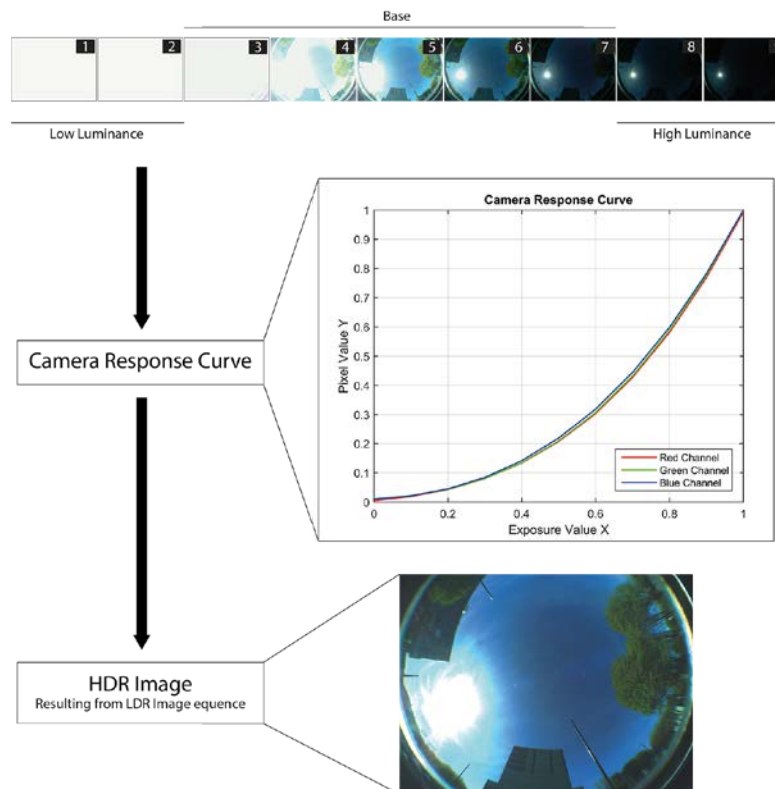 Base
1 2 3 4 5 6 7 8
Low Luminance
High Luminance
Camera Response Curve
Camera Response Curve
1
0.9
0.8
0.7
0.6
0.5
0.4
0.3
0.2
0.1
0
Pixel Value Y
Red Channel
Green Channel
Blue Channel
0 0.2 0.4 0.6 0.8 1
Exposure Value X
HDR Image
Resulting from LDR Image equence